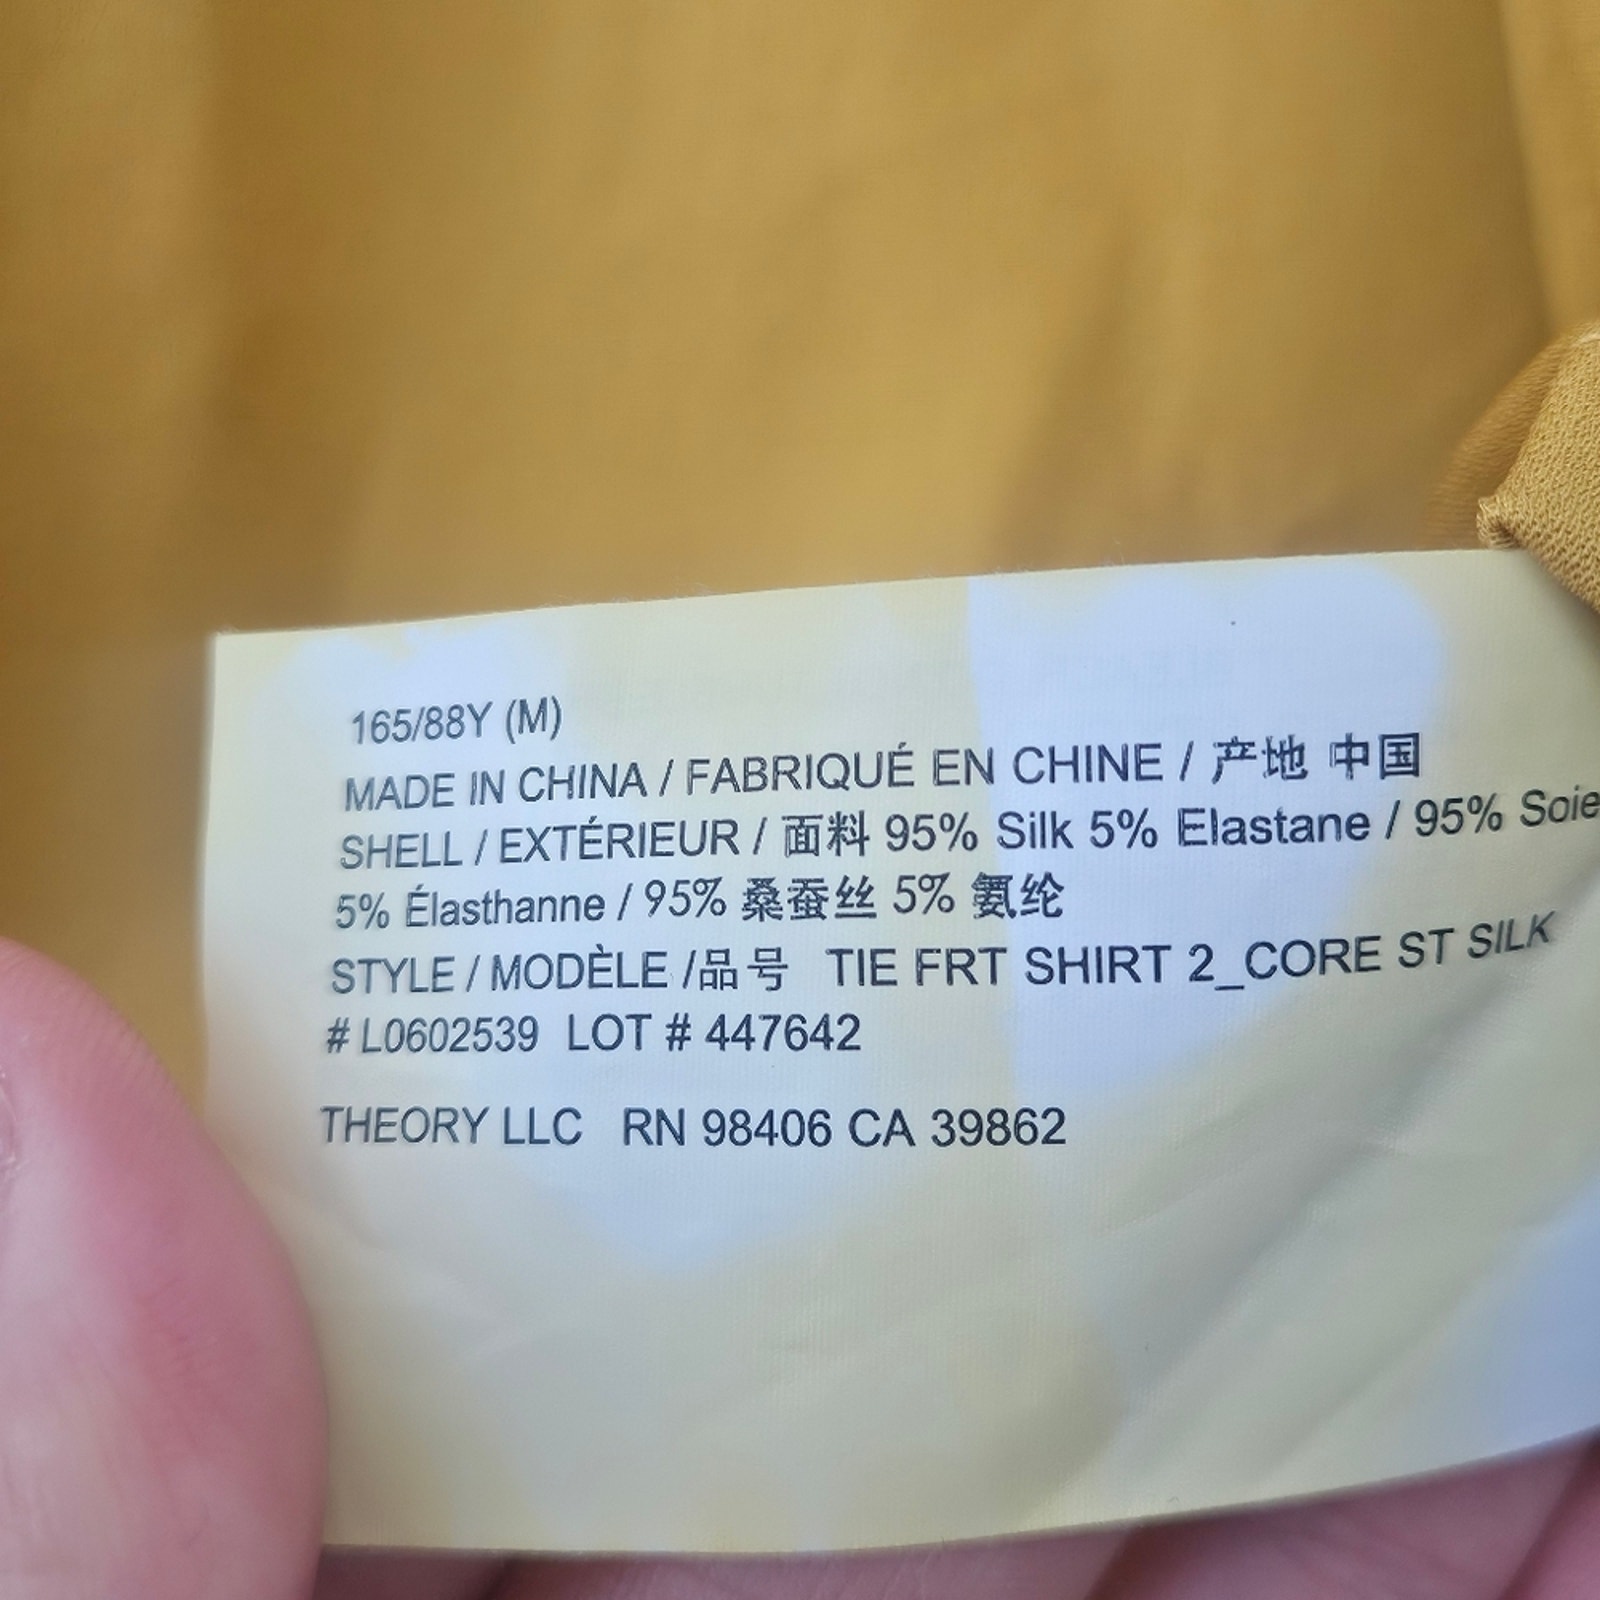 165/88Y (M)
MADE IN CHINA / FABRIQUÉ EN CHINE / 产地 中国
SHELL / EXTÉRIEUR / 面料 95% Silk 5% Elastane / 95% Soie
5% Élasthanne / 95% 桑蚕丝 5% 氨纶
STYLE / MODÈLE /品号 TIE FRT SHIRT 2_CORE ST SILK
# L0602539 LOT # 447642
THEORY LLC RN 98406 CA 39862